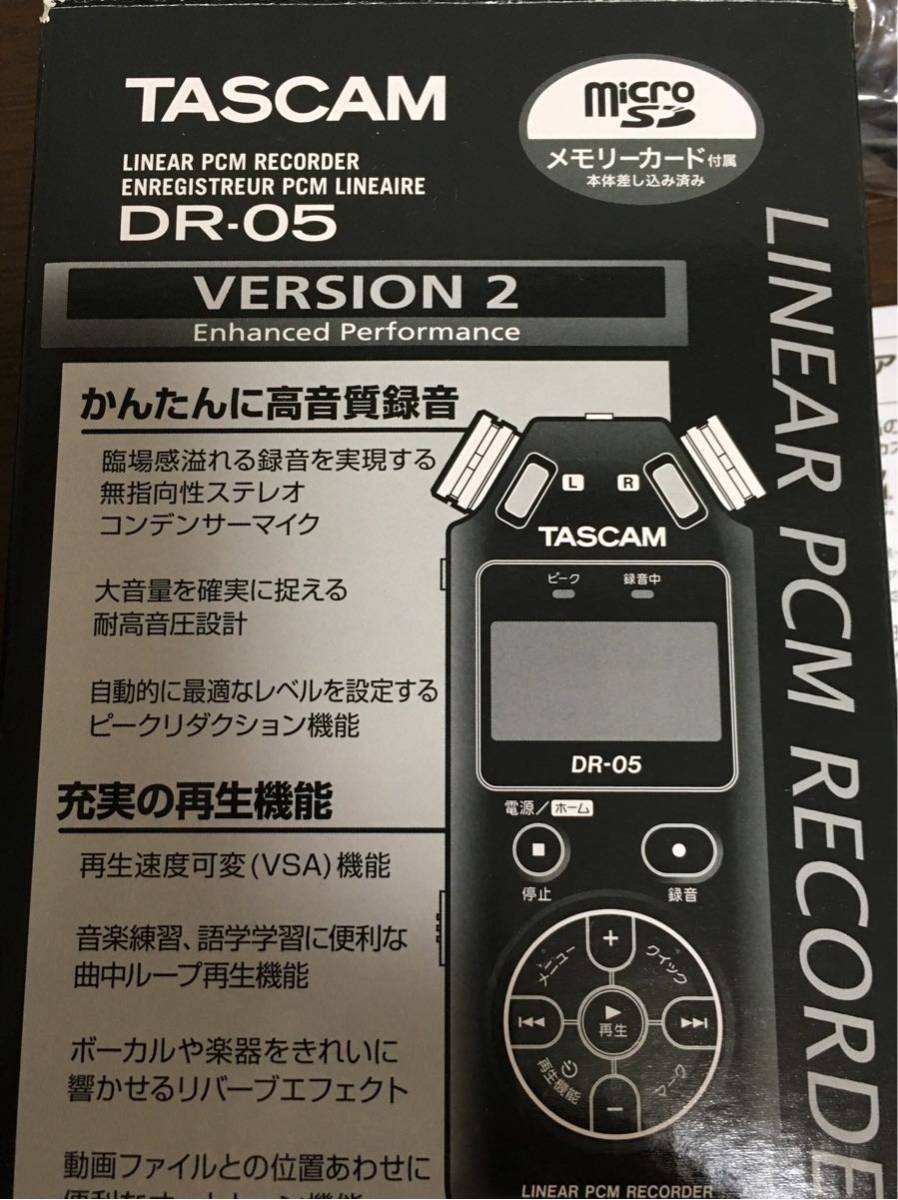 TASCAM
LINEAR PCM RECORDER
ENREGISTREUR PCM LINEAIRE
DR-05
micro SD
メモリーカード付属
本体差し込み済み
VERSION 2
Enhanced Performance
かんたんに高音質録音
臨場感溢れる録音を実現する
無指向性ステレオ
コンデンサーマイク
大音量を確実に捉える
耐高音圧設計
自動的に最適なレベルを設定する
ピークリダクション機能
充実の再生機能
再生速度可変(VSA)機能
音楽練習、語学学習に便利な
曲中ループ再生機能
ボーカルや楽器をきれいに
響かせるリバーブエフェクト
動画ファイルとの位置あわせに
L R
TASCAM
ピーク 録音中
DR-05
電源/ホーム
停止 録音
メニュー + クイック
再生
再生機能 − マーク
LINEAR PCM RECORDER
LINEAR PCM RECORDE